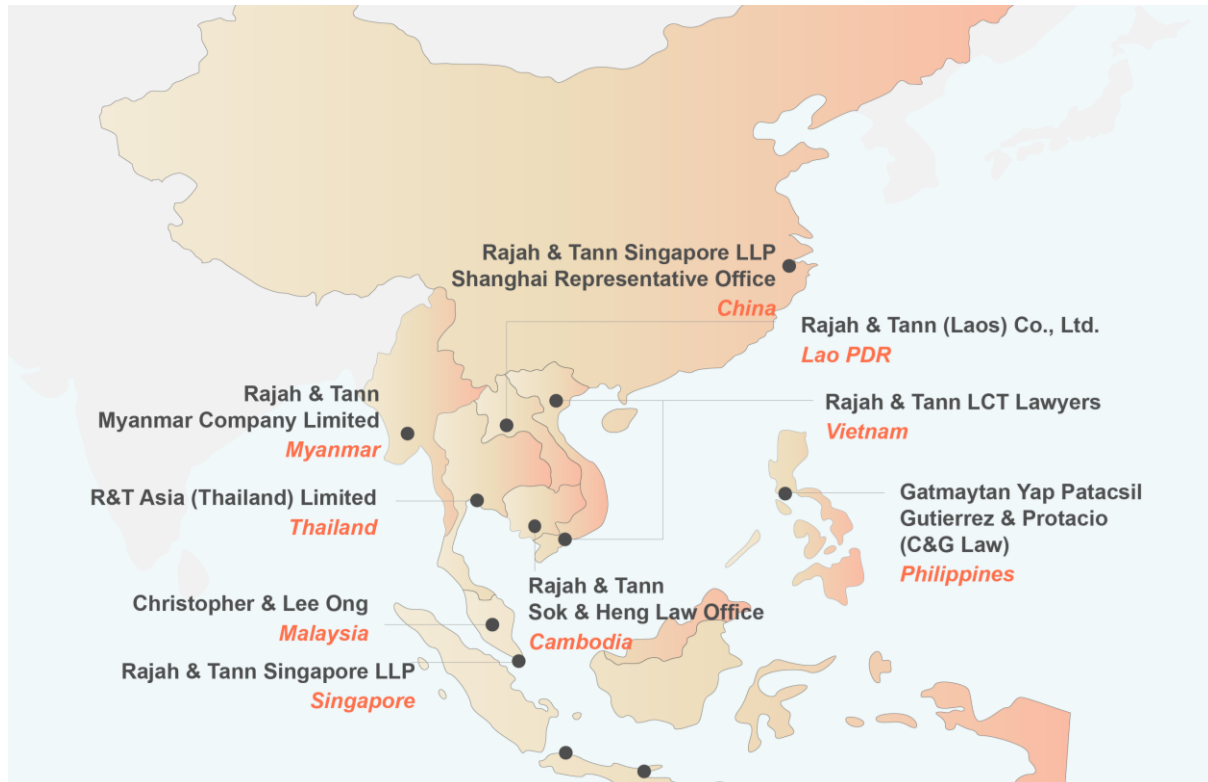 Rajah & Tann Singapore LLP
Shanghai Representative Office
China
Rajah & Tann (Laos) Co., Ltd.
Lao PDR
Rajah & Tann
Myanmar Company Limited
Myanmar
Rajah & Tann LCT Lawyers
Vietnam
R&T Asia (Thailand) Limited
Thailand
Gatmaytan Yap Patacsil
Gutierrez & Protacio
(C&G Law)
Philippines
Rajah & Tann
Sok & Heng Law Office
Cambodia
Christopher & Lee Ong
Malaysia
Rajah & Tann Singapore LLP
Singapore